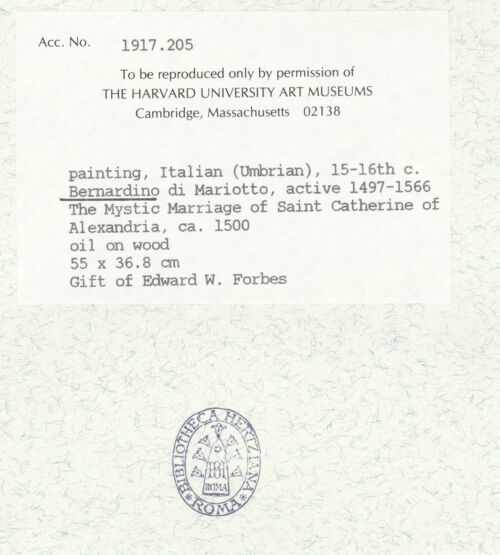 Acc. No. 1917.205
To be reproduced only by permission of
THE HARVARD UNIVERSITY ART MUSEUMS
Cambridge, Massachusetts 02138
painting, Italian (Umbrian), 15-16th c.
Bernardino di Mariotto, active 1497-1566
The Mystic Marriage of Saint Catherine of
Alexandria, ca. 1500
oil on wood
55 x 36.8 cm
Gift of Edward W. Forbes
BIBLIOTHECA HERTZIANA
ROMA
ROMA